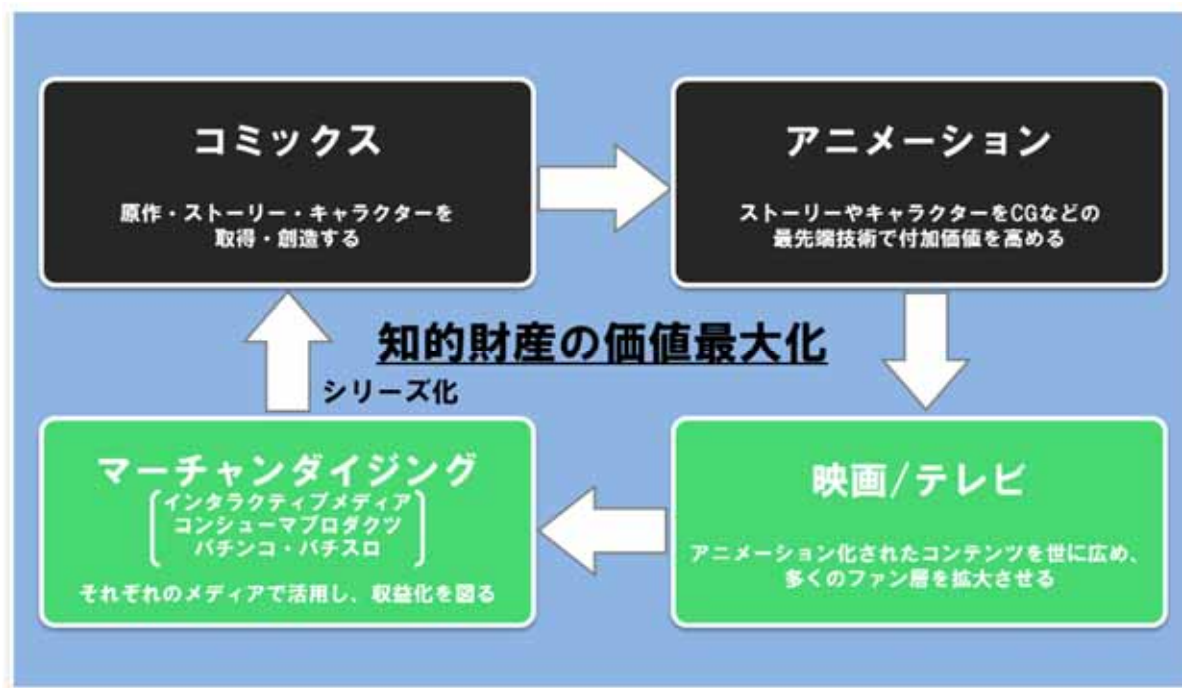 コミックス
原作・ストーリー・キャラクターを
取得・創造する
アニメーション
ストーリーやキャラクターをCGなどの
最先端技術で付加価値を高める
知的財産の価値最大化
シリーズ化
マーチャンダイジング
インタラクティブメディア
コンシューマプロダクツ
パチンコ・パチスロ
それぞれのメディアで活用し、収益化を図る
映画/テレビ
アニメーション化されたコンテンツを世に広め、
多くのファン層を拡大させる